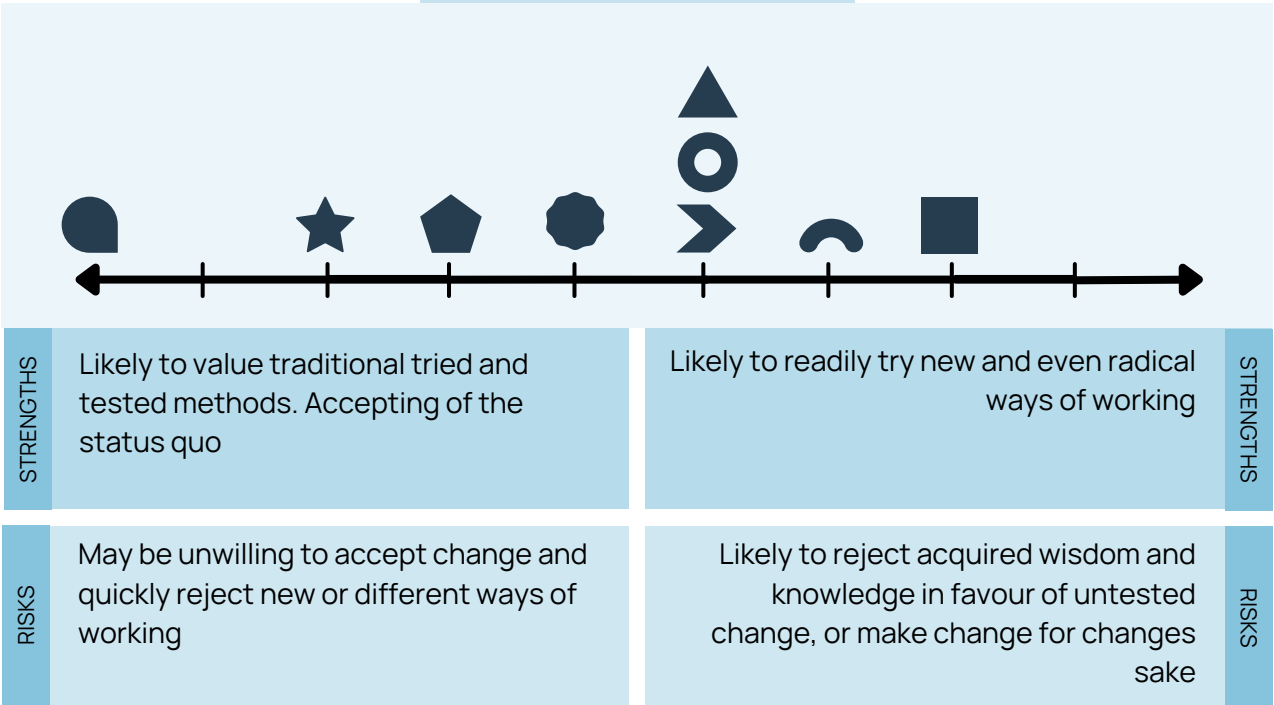 STRENGTHS
Likely to value traditional tried and
tested methods. Accepting of the
status quo
Likely to readily try new and even radical
ways of working
STRENGTHS
RISKS
May be unwilling to accept change and
quickly reject new or different ways of
working
Likely to reject acquired wisdom and
knowledge in favour of untested
change, or make change for changes
sake
RISKS